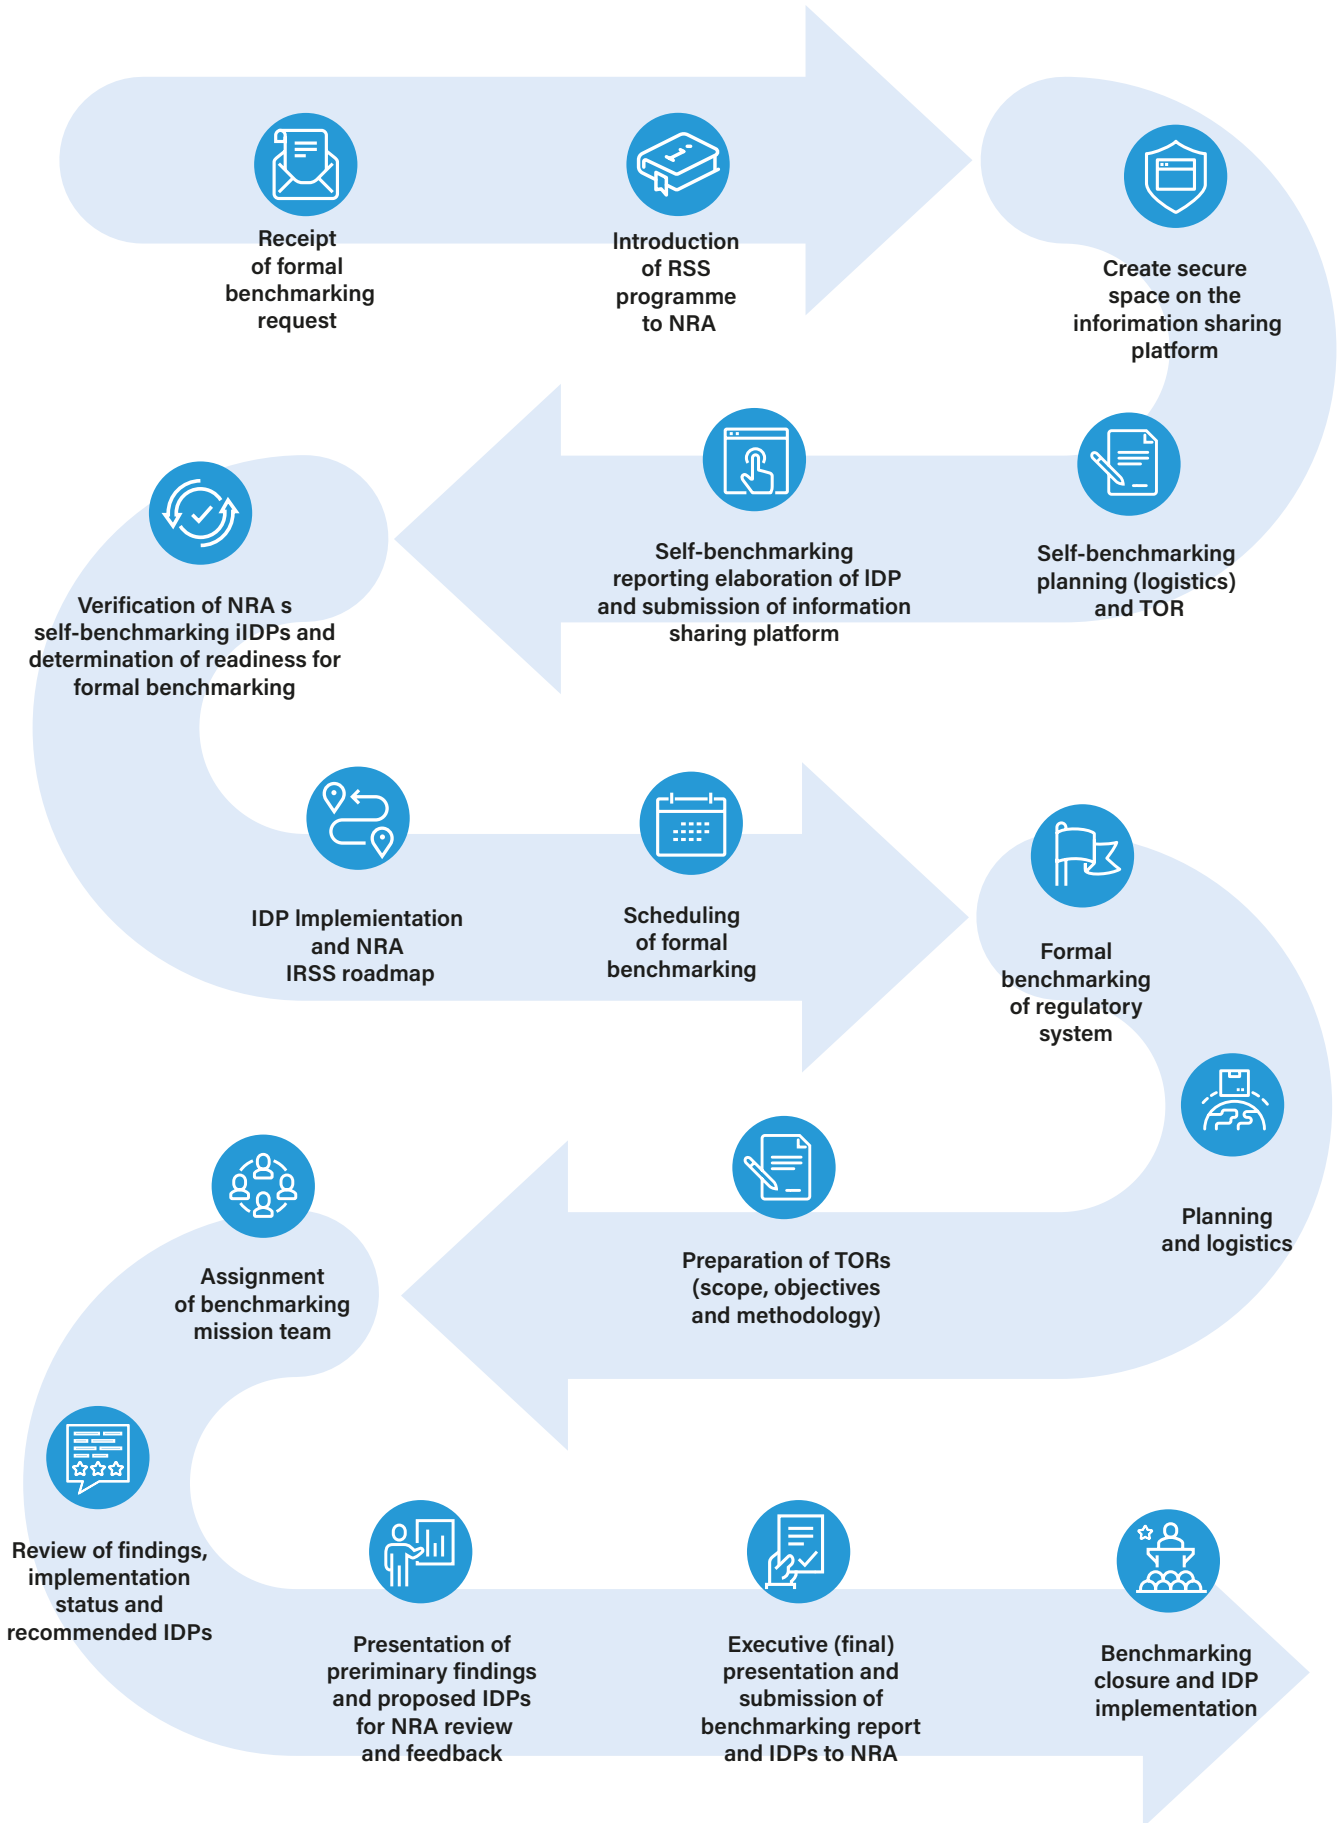 Receipt
of formal
benchmarking
request
Introduction
of RSS
programme
to NRA
Create secure
space on the
inforimation sharing
platform
Self-benchmarking
planning (logistics)
and TOR
Self-benchmarking
reporting elaboration of IDP
and submission of information
sharing platform
Verification of NRA s
self-benchmarking iIDPs and
determination of readiness for
formal benchmarking
IDP Implemientation
and NRA
IRSS roadmap
Scheduling
of formal
benchmarking
Formal
benchmarking
of regulatory
system
Planning
and logistics
Preparation of TORs
(scope, objectives
and methodology)
Assignment
of benchmarking
mission team
Review of findings,
implementation
status and
recommended IDPs
Presentation of
preriminary findings
and proposed IDPs
for NRA review
and feedback
Executive (final)
presentation and
submission of
benchmarking report
and IDPs to NRA
Benchmarking
closure and IDP
implementation